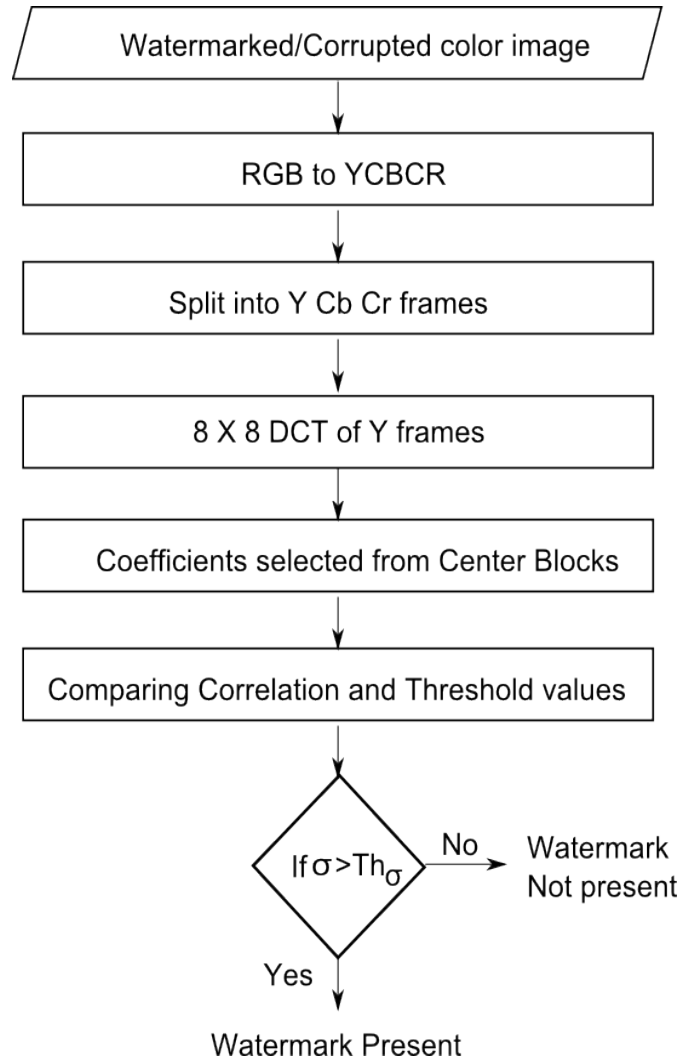 Watermarked/Corrupted color image
RGB to YCBCR
Split into Y Cb Cr frames
8 X 8 DCT of Y frames
Coefficients selected from Center Blocks
Comparing Correlation and Threshold values
If σ>Thσ
No
Watermark
Not present
Yes
Watermark Present